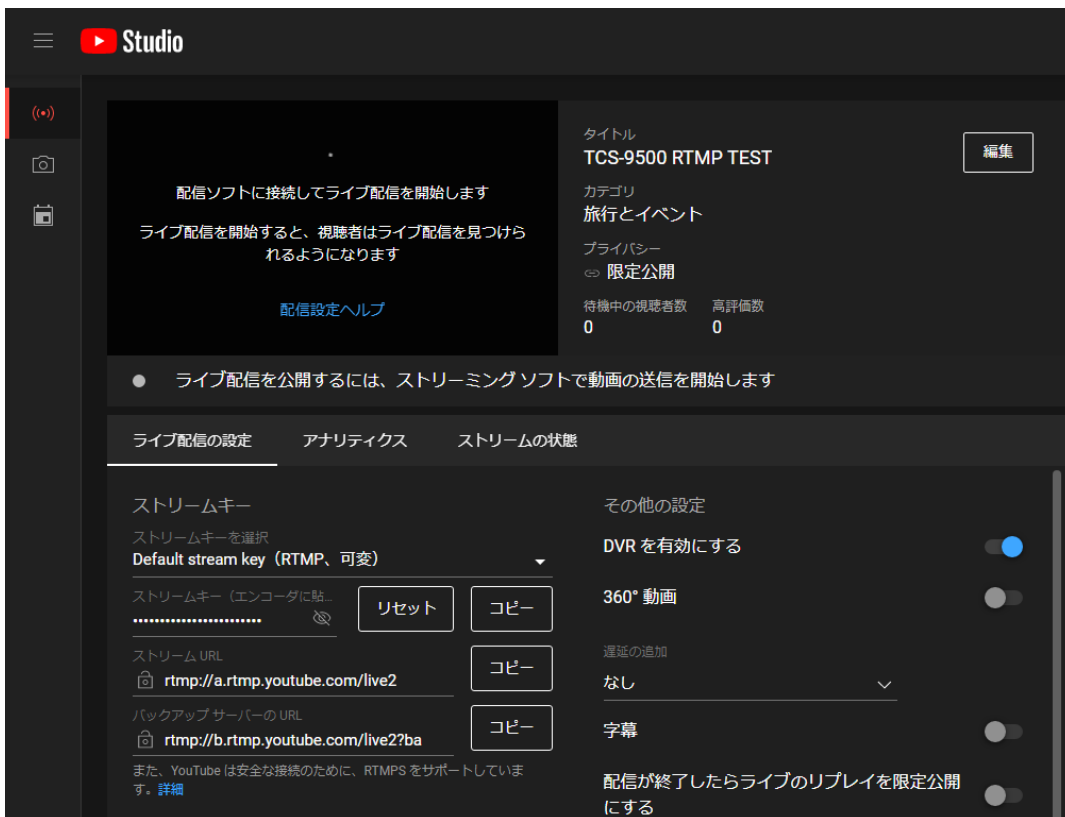 Studio
配信ソフトに接続してライブ配信を開始します
ライブ配信を開始すると、視聴者はライブ配信を見つけら
れるようになります
配信設定ヘルプ
タイトル
TCS-9500 RTMP TEST
編集
カテゴリ
旅行とイベント
プライバシー
限定公開
待機中の視聴者数 高評価数
0 0
ライブ配信を公開するには、ストリーミング ソフトで動画の送信を開始します
ライブ配信の設定 アナリティクス ストリームの状態
ストリームキー
ストリームキーを選択
Default stream key（RTMP、可変）
ストリームキー（エンコーダに貼...
••••••••••••••••••••••••
リセット
コピー
ストリーム URL
rtmp://a.rtmp.youtube.com/live2
コピー
バックアップ サーバーの URL
rtmp://b.rtmp.youtube.com/live2?ba
コピー
また、YouTube は安全な接続のために、RTMPS をサポートしていま
す。詳細
その他の設定
DVR を有効にする
360° 動画
遅延の追加
なし
字幕
配信が終了したらライブのリプレイを限定公開
にする